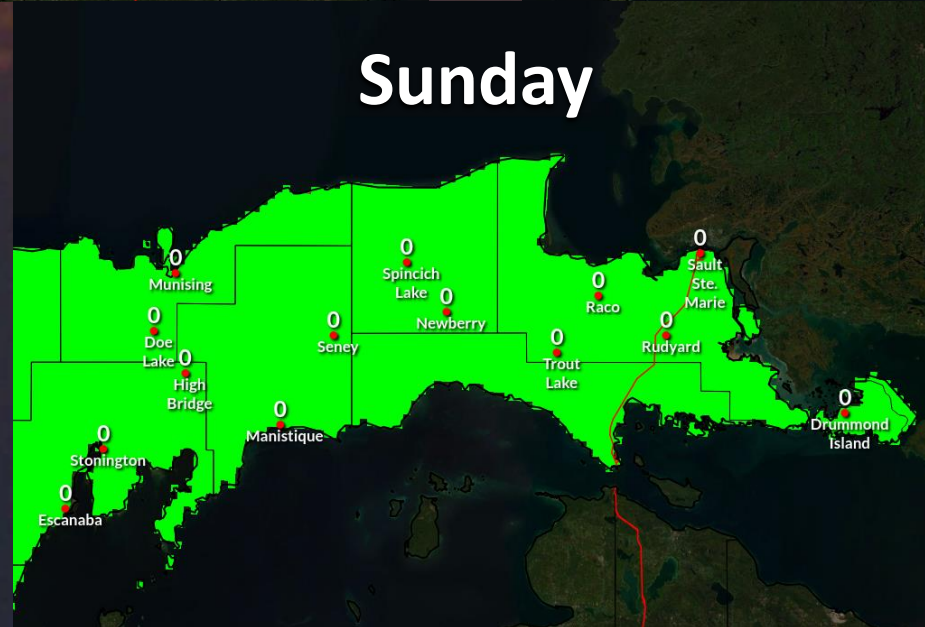 Sunday
0
Munising
0
Spincich
Lake
0
Sault
Ste.
Marie
0
Raco
0
Newberry
0
Doe
Lake
0
Seney
0
Rudyard
0
Trout
Lake
0
High
Bridge
0
Manistique
0
Drummond
Island
0
Stonington
0
Escanaba